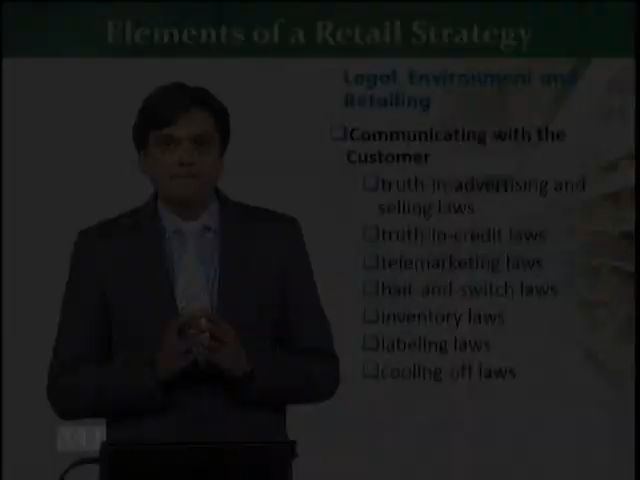 Elements of a Retail Strategy
Legal Environment and
Retailing
Communicating with the
Customer
truth-in-advertising and
selling laws
truth-in-credit laws
telemarketing laws
bait-and-switch laws
inventory laws
labeling laws
cooling-off laws